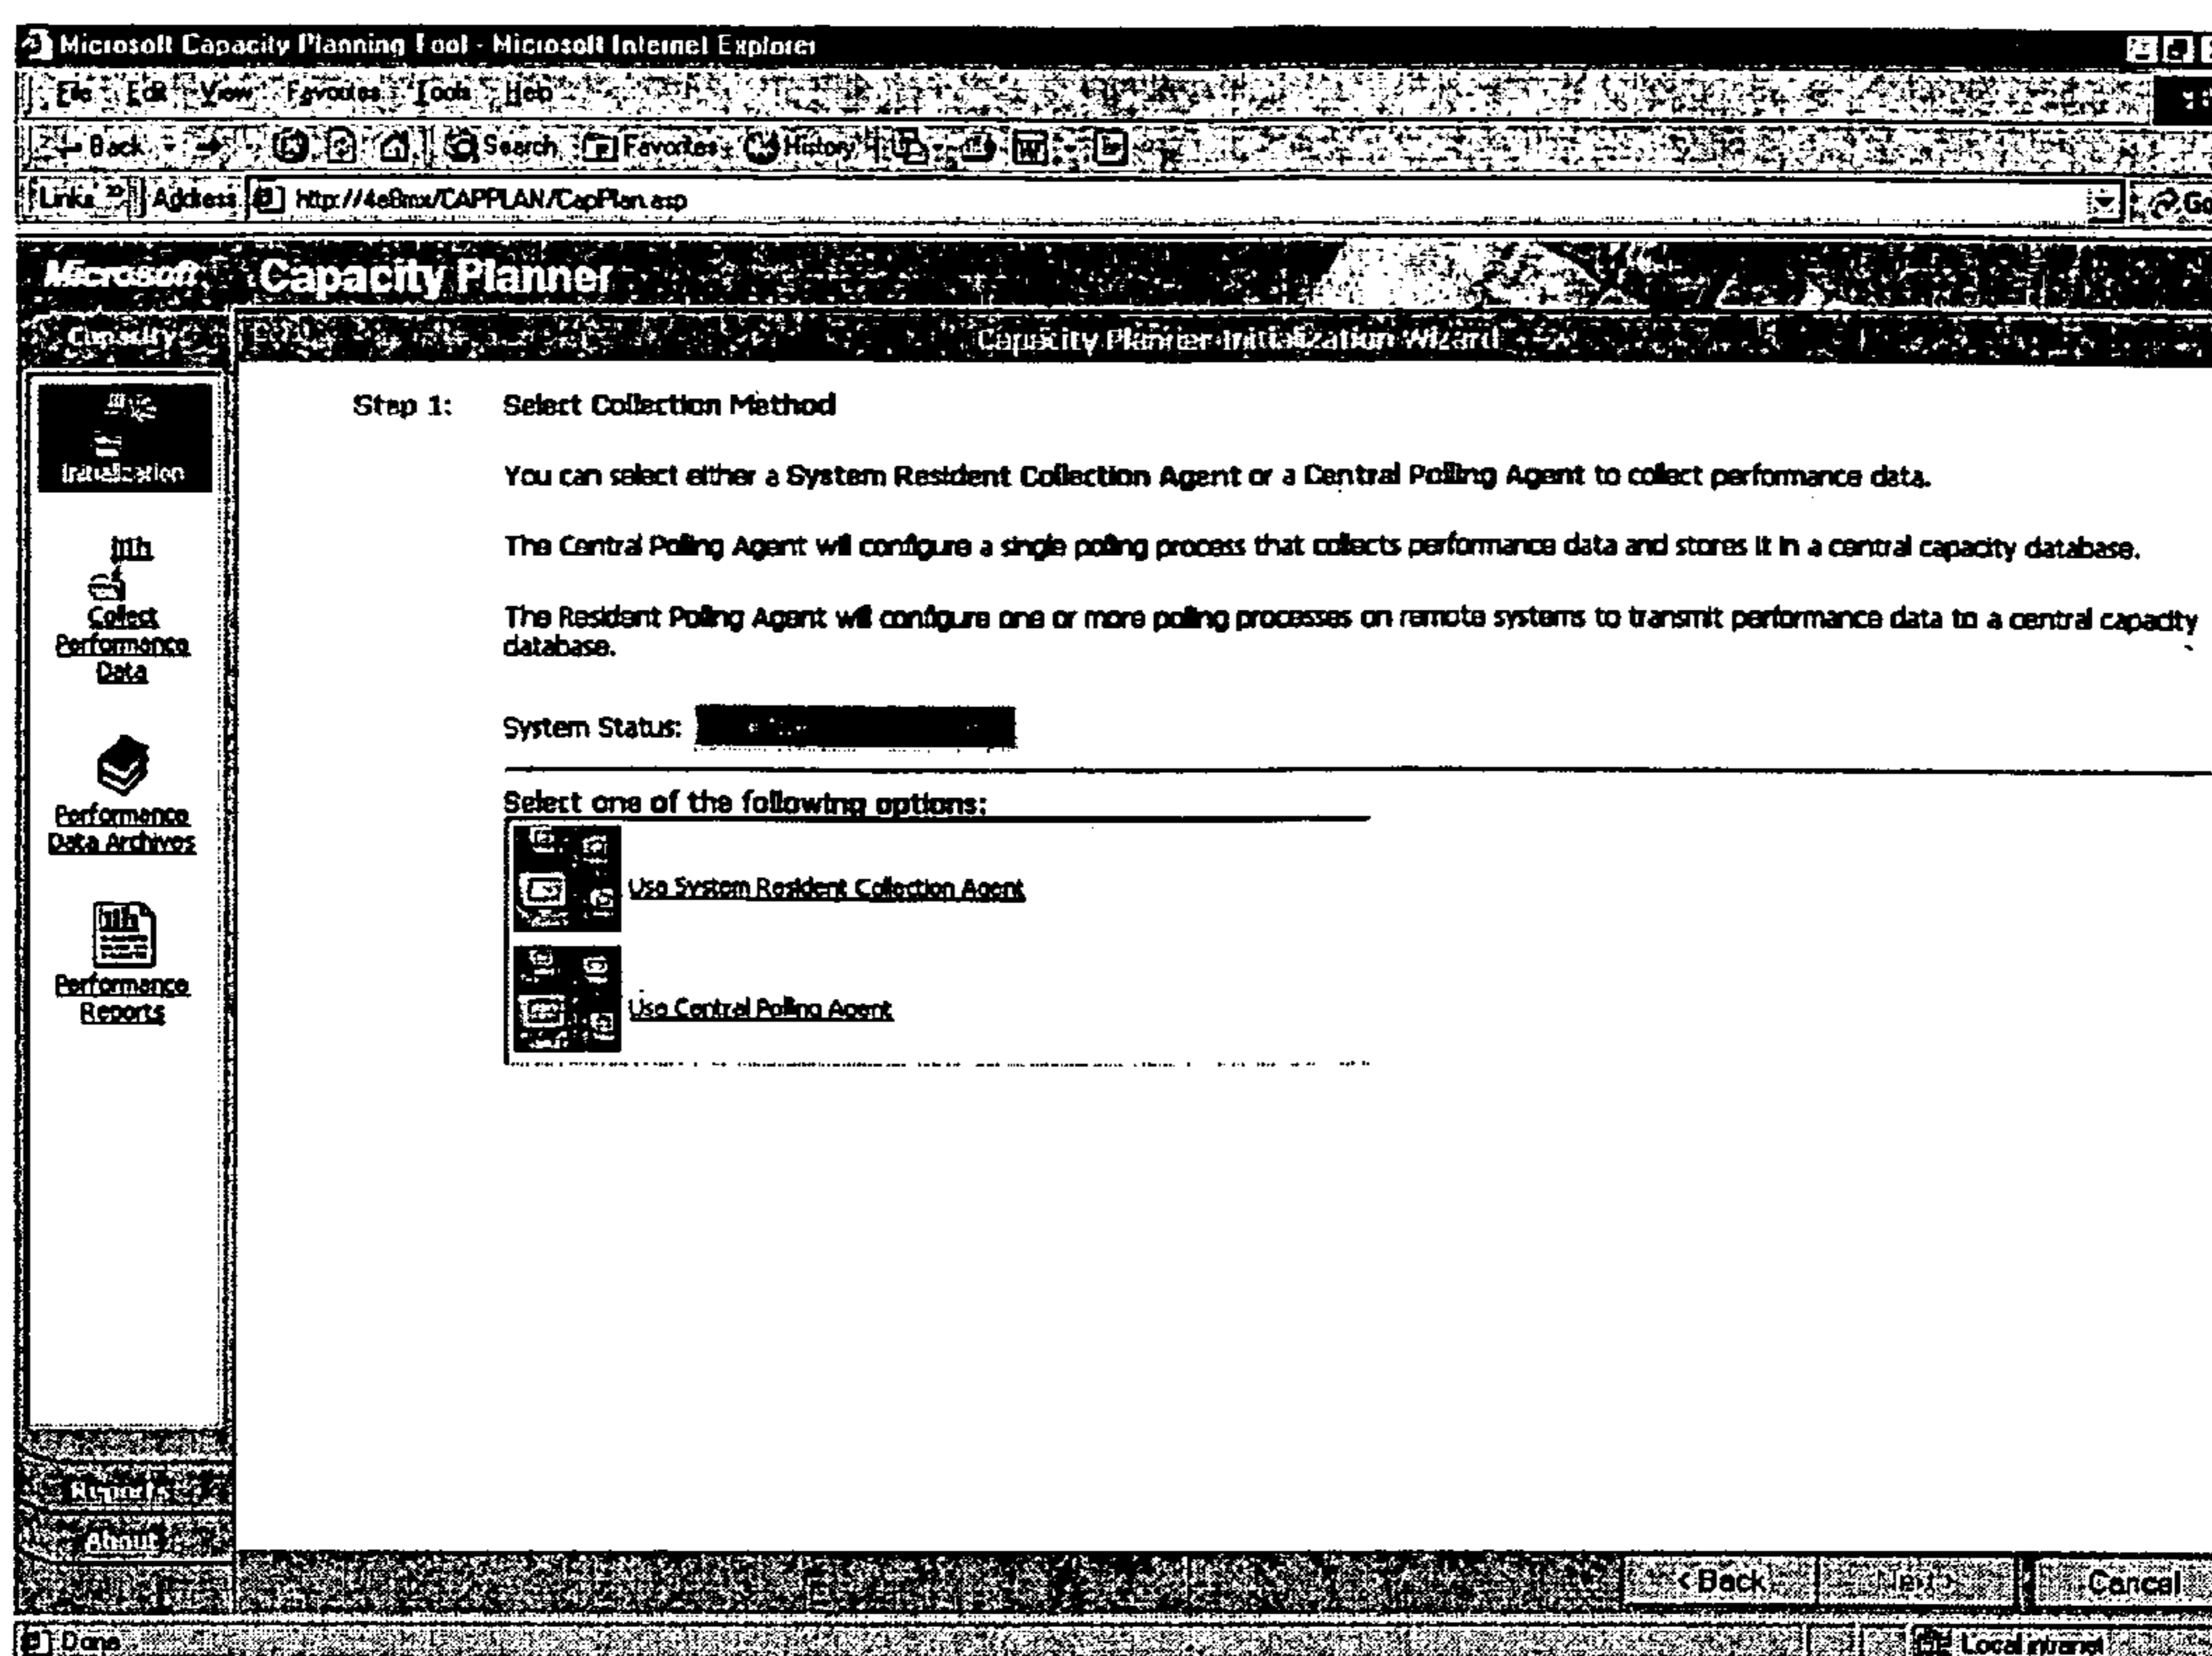 Microsoft Capacity Planning Tool - Microsoft Internet Explorer
File Edit View Favorites Tools Help
Back Search Favorites History
Links Address http://4e8mx/CAPPLAN/CapPlan.asp Go
Microsoft Capacity Planner
Capacity
Capacity Planner Initialization Wizard
Initialization
Collect
Performance
Data
Performance
Data Archives
Performance
Reports
Reports
About
Step 1: Select Collection Method
You can select either a System Resident Collection Agent or a Central Polling Agent to collect performance data.
The Central Polling Agent will configure a single polling process that collects performance data and stores it in a central capacity database.
The Resident Polling Agent will configure one or more polling processes on remote systems to transmit performance data to a central capacity
database.
System Status:
Select one of the following options:
Use System Resident Collection Agent
Use Central Polling Agent
< Back Next > Cancel
Done Local intranet